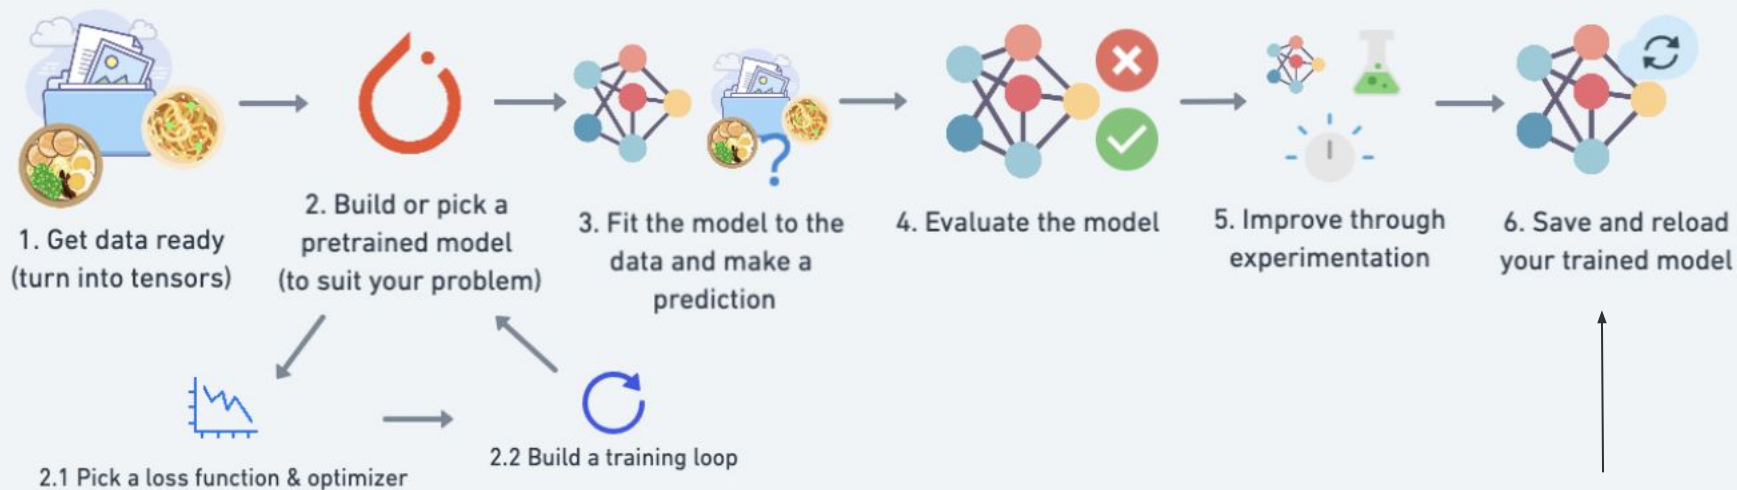 1. Get data ready
(turn into tensors)
2. Build or pick a
pretrained model
(to suit your problem)
3. Fit the model to the
data and make a
prediction
4. Evaluate the model
5. Improve through
experimentation
6. Save and reload
your trained model
2.1 Pick a loss function & optimizer
2.2 Build a training loop